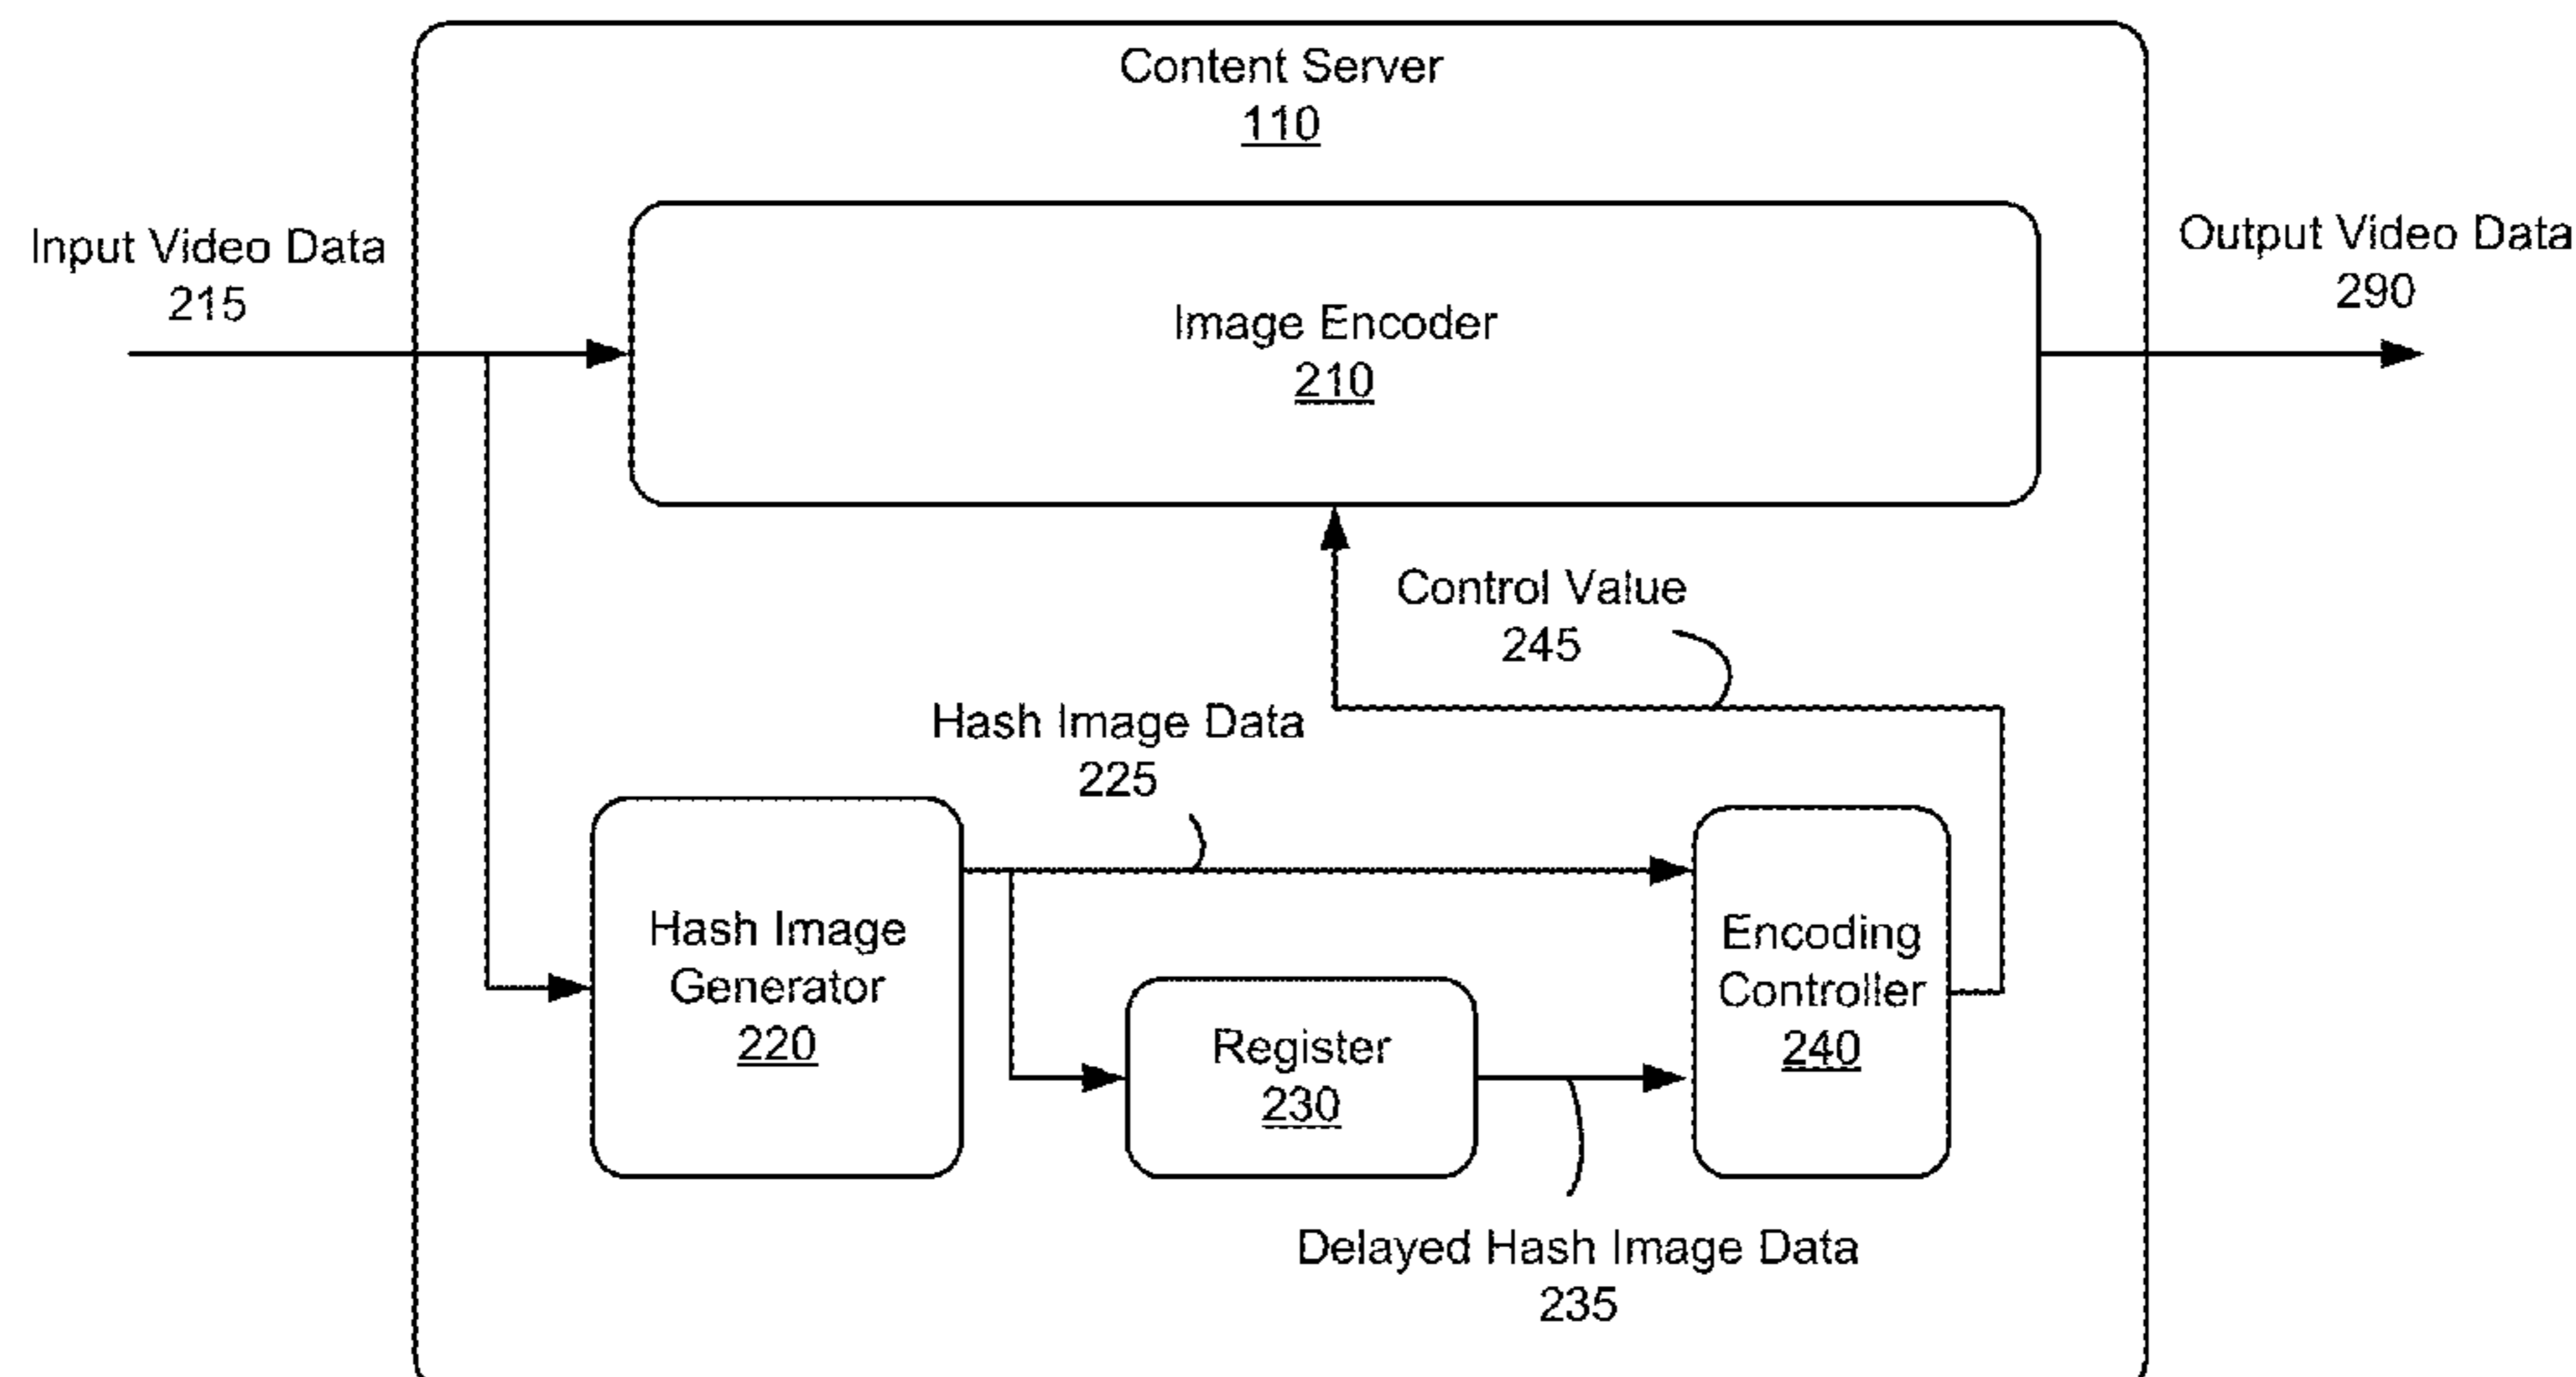 Content Server
110
Input Video Data
215
Output Video Data
290
Image Encoder
210
Control Value
245
Hash Image Data
225
Hash Image
Generator
220
Register
230
Encoding
Controller
240
Delayed Hash Image Data
235